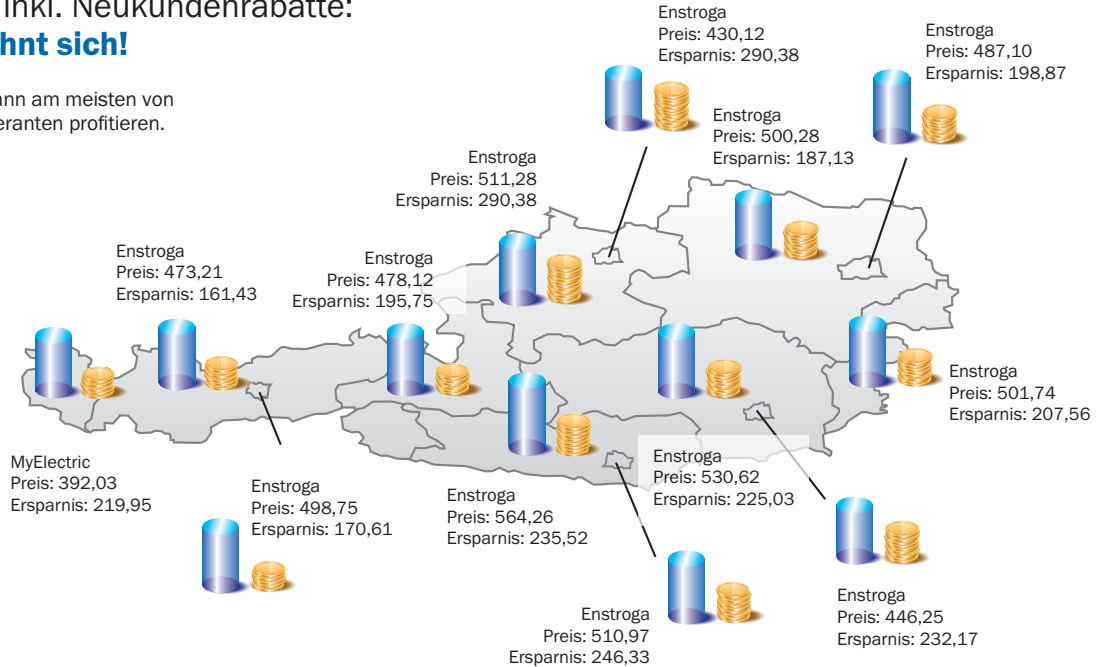 inkl. Neukundenrabatte:
hnt sich!
ann am meisten von
eranten profitieren.
Enstroga
Preis: 430,12
Ersparnis: 290,38
Enstroga
Preis: 487,10
Ersparnis: 198,87
Enstroga
Preis: 500,28
Ersparnis: 187,13
Enstroga
Preis: 511,28
Ersparnis: 290,38
Enstroga
Preis: 473,21
Ersparnis: 161,43
Enstroga
Preis: 478,12
Ersparnis: 195,75
Enstroga
Preis: 501,74
Ersparnis: 207,56
MyElectric
Preis: 392,03
Ersparnis: 219,95
Enstroga
Preis: 498,75
Ersparnis: 170,61
Enstroga
Preis: 564,26
Ersparnis: 235,52
Enstroga
Preis: 530,62
Ersparnis: 225,03
Enstroga
Preis: 510,97
Ersparnis: 246,33
Enstroga
Preis: 446,25
Ersparnis: 232,17